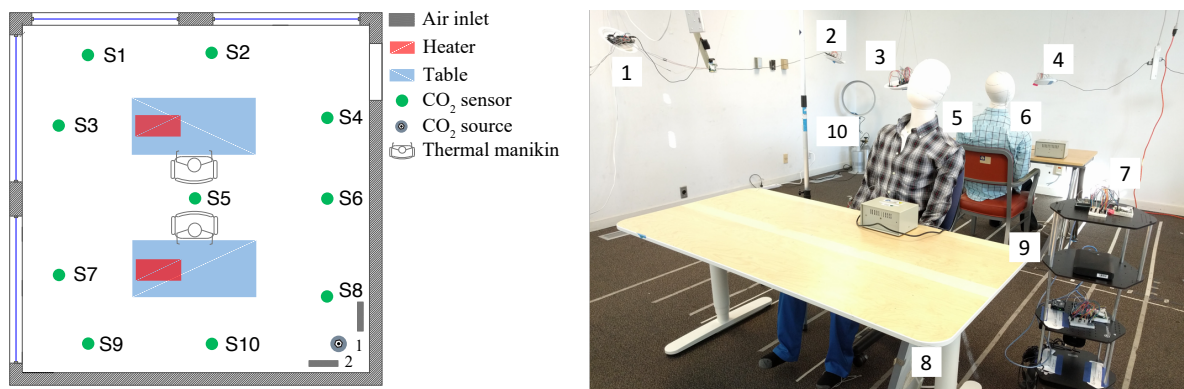 S1
S2
S3
S4
S5
S6
S7
S8
S9
S10
1
2
Air inlet
Heater
Table
CO₂ sensor
CO₂ source
Thermal manikin
1
2
3
4
5
6
7
8
9
10